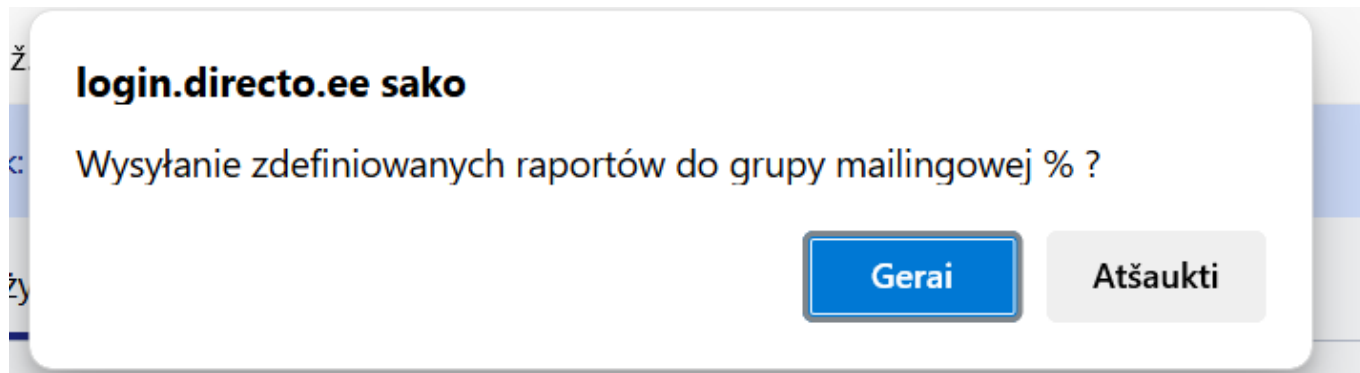 ž.
login.directo.ee sako
k:
Wysyłanie zdefiniowanych raportów do grupy mailingowej % ?
Gerai Atšaukti